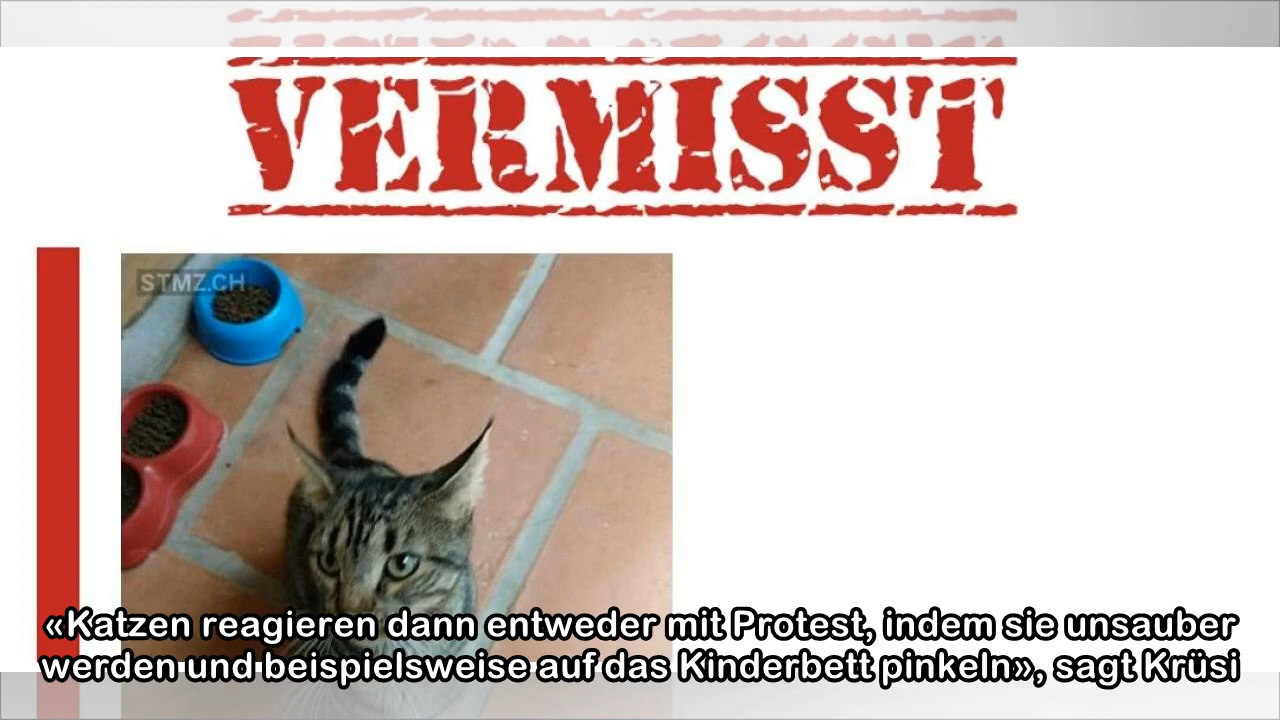 VERMISST
STMZ.CH
«Katzen reagieren dann entweder mit Protest, indem sie unsauber
werden und beispielsweise auf das Kinderbett pinkeln», sagt Krüsi